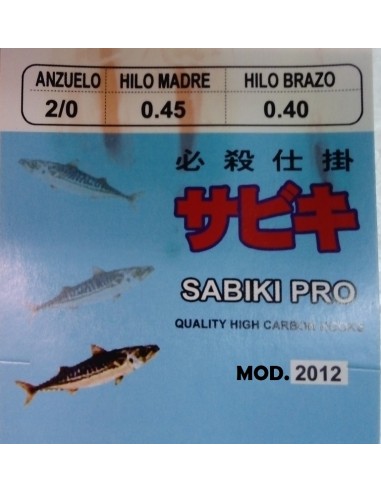 ANZUELO HILO MADRE HILO BRAZO
2/0 0.45 0.40
必殺仕掛
サビキ
SABIKI PRO
QUALITY HIGH CARBON HOOKS
MOD. 2012